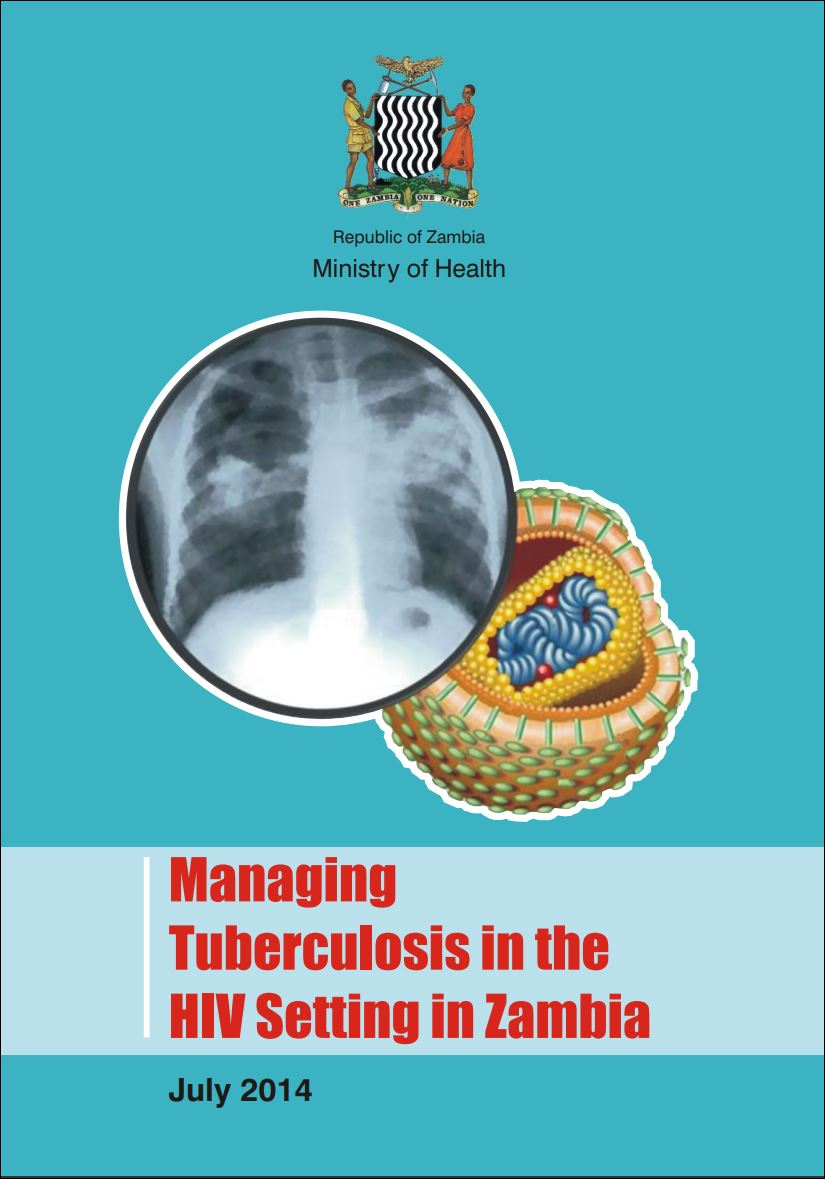 ONE ZAMBIA ONE NATION
Republic of Zambia
Ministry of Health
Managing
Tuberculosis in the
HIV Setting in Zambia
July 2014